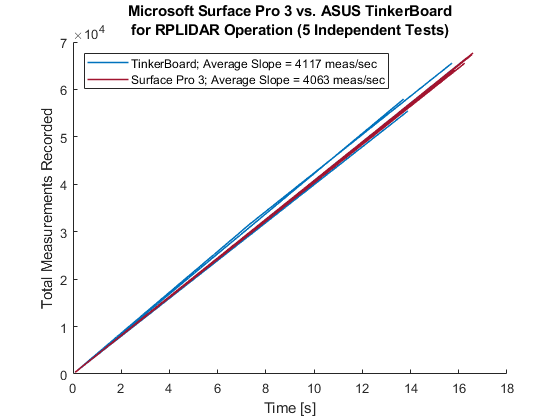 Microsoft Surface Pro 3 vs. ASUS TinkerBoard
for RPLIDAR Operation (5 Independent Tests)
×10⁴
TinkerBoard; Average Slope = 4117 meas/sec
Surface Pro 3; Average Slope = 4063 meas/sec
Total Measurements Recorded
7
6
5
4
3
2
1
0
0 2 4 6 8 10 12 14 16 18
Time [s]